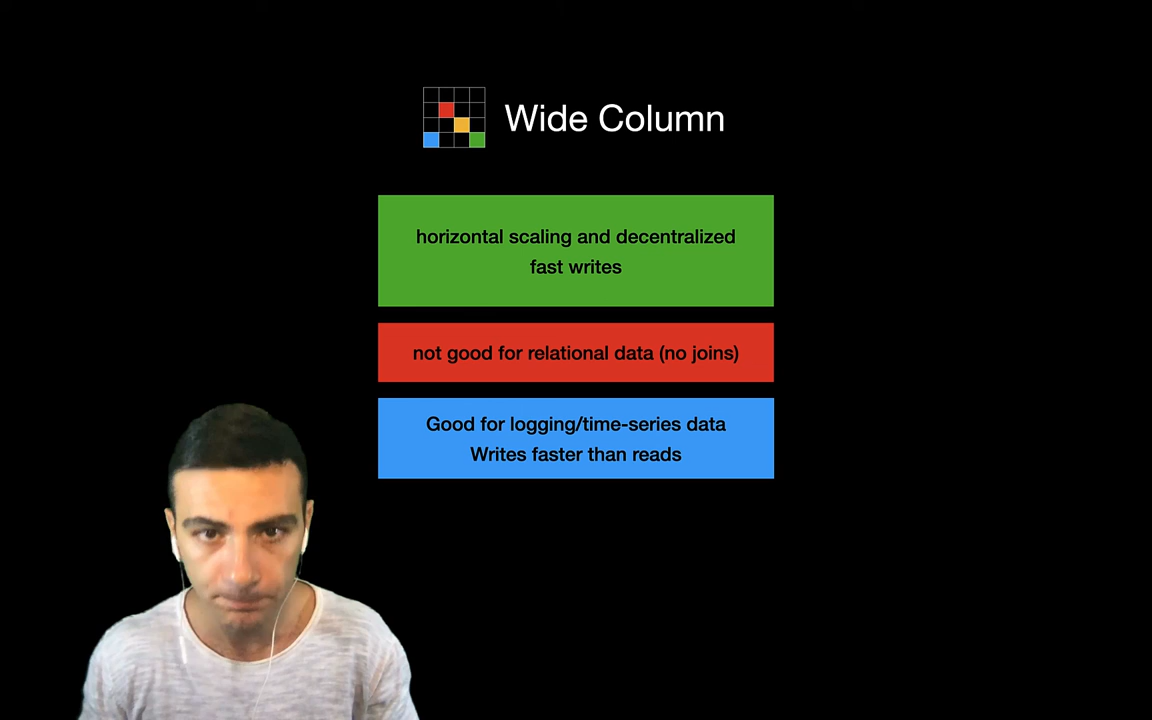 Wide Column
horizontal scaling and decentralized
fast writes
not good for relational data (no joins)
Good for logging/time-series data
Writes faster than reads